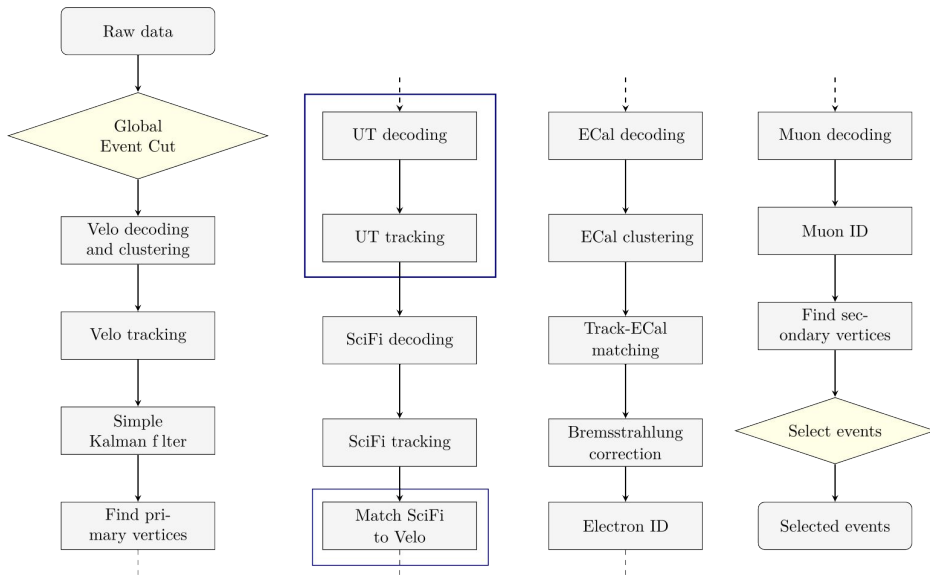 Raw data
Global
Event Cut
Velo decoding
and clustering
Velo tracking
Simple
Kalman f lter
Find pri-
mary vertices
UT decoding
UT tracking
SciFi decoding
SciFi tracking
Match SciFi
to Velo
ECal decoding
ECal clustering
Track-ECal
matching
Bremsstrahlung
correction
Electron ID
Muon decoding
Muon ID
Find sec-
ondary vertices
Select events
Selected events